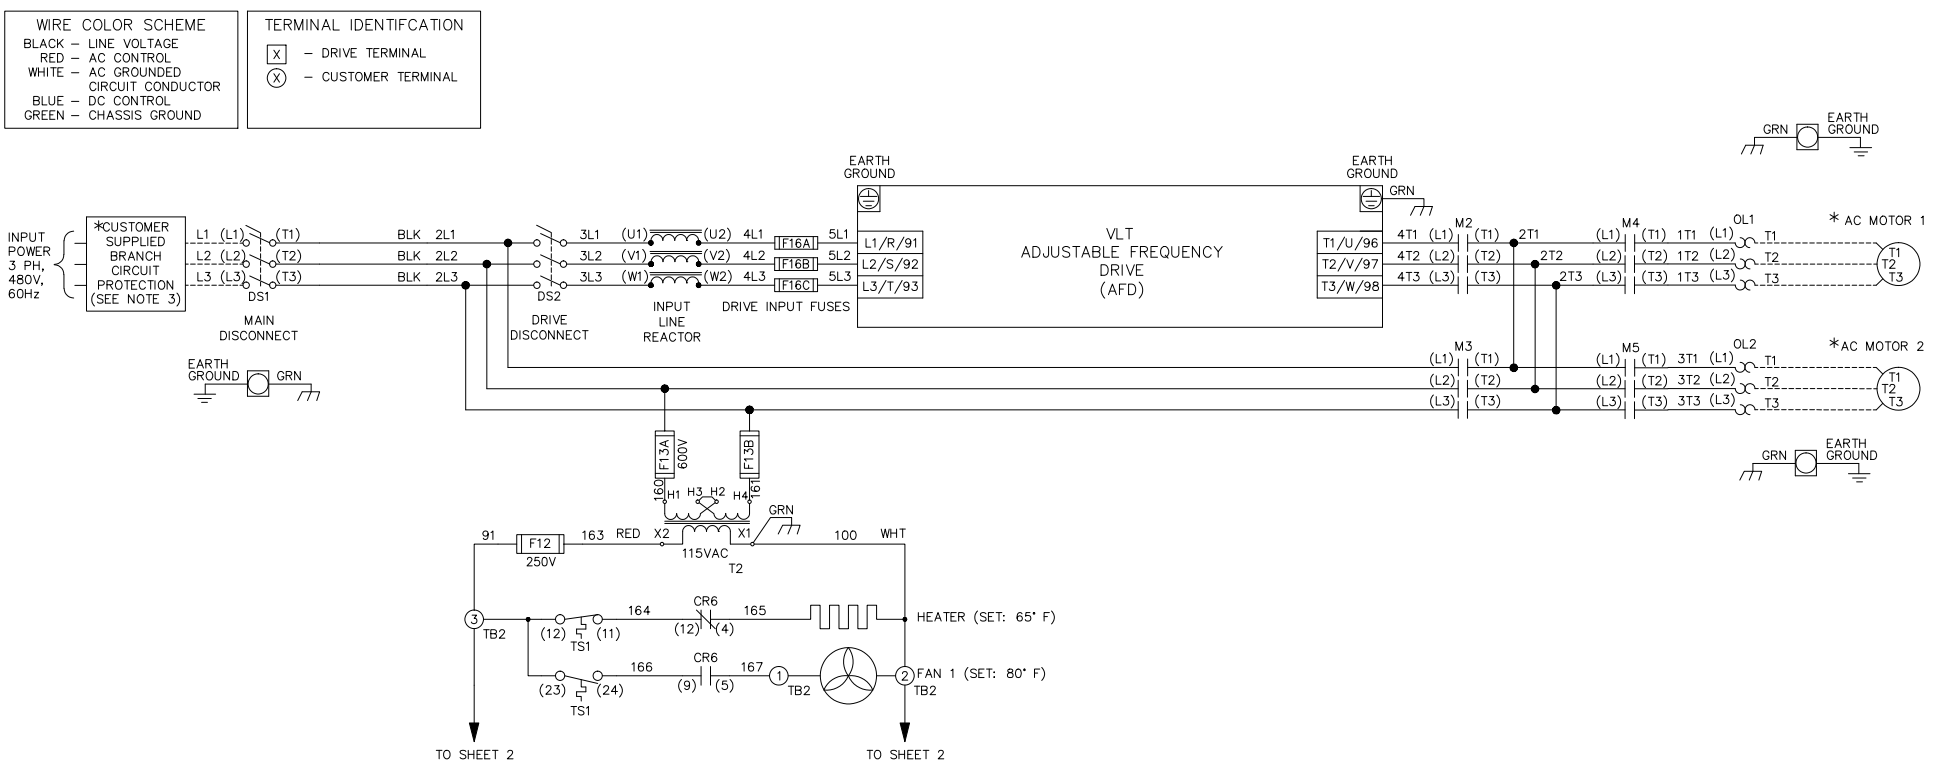 WIRE COLOR SCHEME
BLACK – LINE VOLTAGE
RED – AC CONTROL
WHITE – AC GROUNDED
CIRCUIT CONDUCTOR
BLUE – DC CONTROL
GREEN – CHASSIS GROUND
TERMINAL IDENTIFCATION
X – DRIVE TERMINAL
X – CUSTOMER TERMINAL
INPUT
POWER
3 PH,
480V,
60Hz
*CUSTOMER
SUPPLIED
BRANCH
CIRCUIT
PROTECTION
(SEE NOTE 3)
L1 (L1) (T1) BLK 2L1 3L1 (U1) (U2) 4L1 F16A 5L1 L1/R/91
L2 (L2) (T2) BLK 2L2 3L2 (V1) (V2) 4L2 F16B 5L2 L2/S/92
L3 (L3) (T3) BLK 2L3 3L3 (W1) (W2) 4L3 F16C 5L3 L3/T/93
DS1
MAIN
DISCONNECT
DS2
DRIVE
DISCONNECT
INPUT
LINE
REACTOR
DRIVE INPUT FUSES
EARTH
GROUND
GRN
EARTH
GROUND
VLT
ADJUSTABLE FREQUENCY
DRIVE
(AFD)
EARTH
GROUND
GRN
M2
M4
OL1
* AC MOTOR 1
T1/U/96 4T1 (L1) (T1) 2T1 (L1) (T1) 1T1 (L1) T1
T2/V/97 4T2 (L2) (T2) 2T2 (L2) (T2) 1T2 (L2) T2
T3/W/98 4T3 (L3) (T3) 2T3 (L3) (T3) 1T3 (L3) T3
T1
T2
T3
GRN
EARTH
GROUND
M3
M5
OL2
*AC MOTOR 2
(L1) (T1) (L1) (T1) 3T1 (L1) T1
(L2) (T2) (L2) (T2) 3T2 (L2) T2
(L3) (T3) (L3) (T3) 3T3 (L3) T3
T1
T2
T3
GRN
EARTH
GROUND
F13A
600V
F13B
160
161
H1 H3 H2 H4
GRN
91 F12 163 RED X2 X1 100 WHT
250V
115VAC
T2
3
TB2
(12) (11)
TS1
164
CR6
(12) (4)
165
HEATER (SET: 65° F)
(23) (24)
TS1
166
CR6
(9) (5)
167
1
TB2
2
TB2
FAN 1 (SET: 80° F)
TO SHEET 2
TO SHEET 2